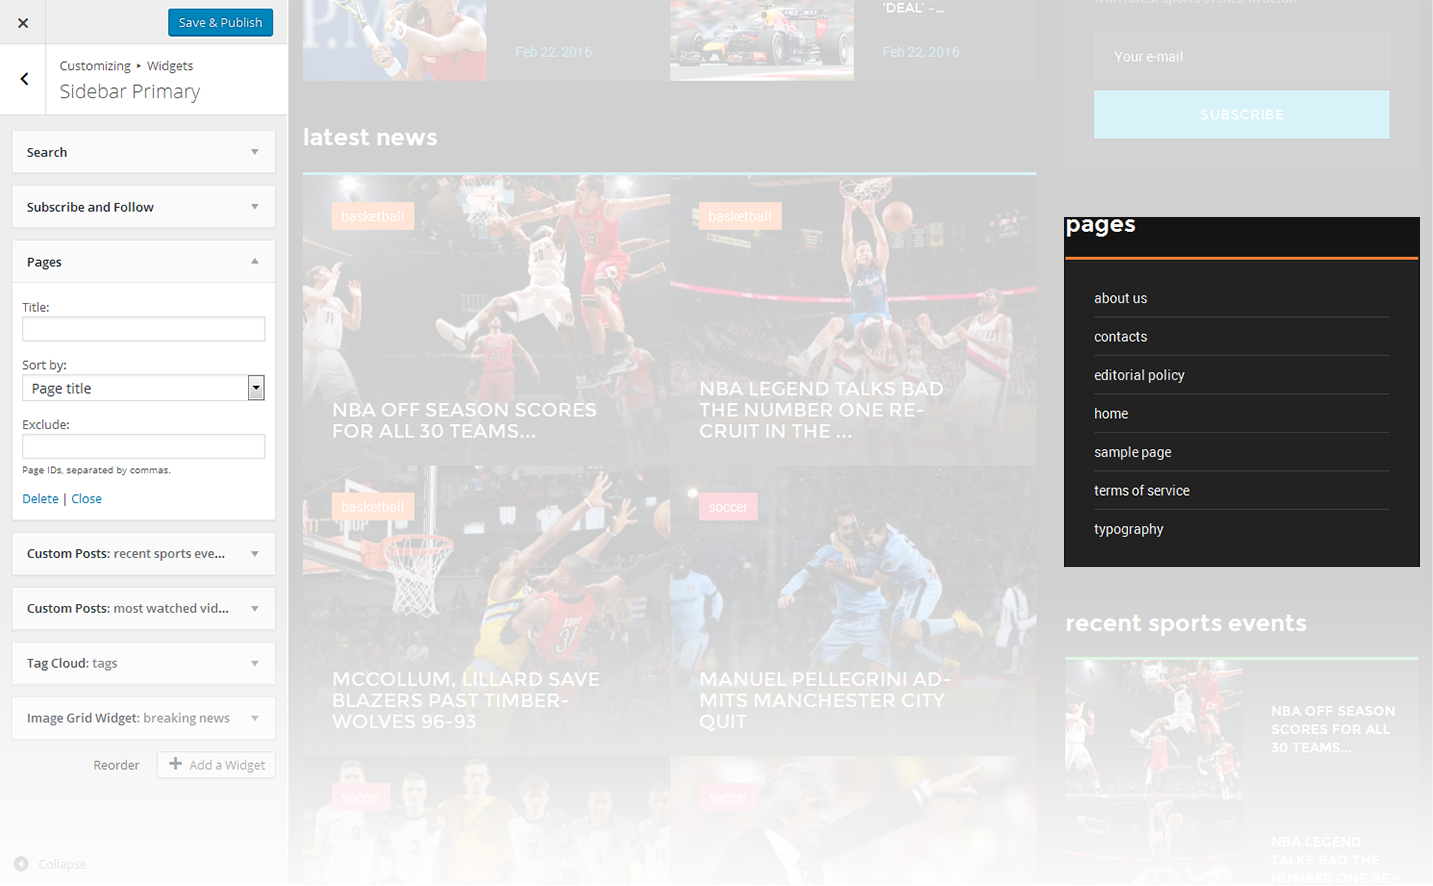 Save & Publish
Customizing ▸ Widgets
Sidebar Primary
Search
Subscribe and Follow
Pages
Title:
Sort by:
Page title
Exclude:
Page IDs, separated by commas.
Delete | Close
Custom Posts: recent sports eve...
Custom Posts: most watched vid...
Tag Cloud: tags
Image Grid Widget: breaking news
Reorder
Add a Widget
Collapse
Feb 22, 2016
'DEAL' -...
Feb 22, 2016
latest news
basketball
NBA OFF SEASON SCORES
FOR ALL 30 TEAMS...
basketball
NBA LEGEND TALKS BAD
THE NUMBER ONE RE-
CRUIT IN THE ...
basketball
MCCOLLUM, LILLARD SAVE
BLAZERS PAST TIMBER-
WOLVES 96-93
soccer
MANUEL PELLEGRINI AD-
MITS MANCHESTER CITY
QUIT
soccer
soccer
Your e-mail
SUBSCRIBE
pages
about us
contacts
editorial policy
home
sample page
terms of service
typography
recent sports events
NBA OFF SEASON
SCORES FOR ALL
30 TEAMS...
NBA LEGEND
TALKS BAD THE
NUMBER ONE RE-